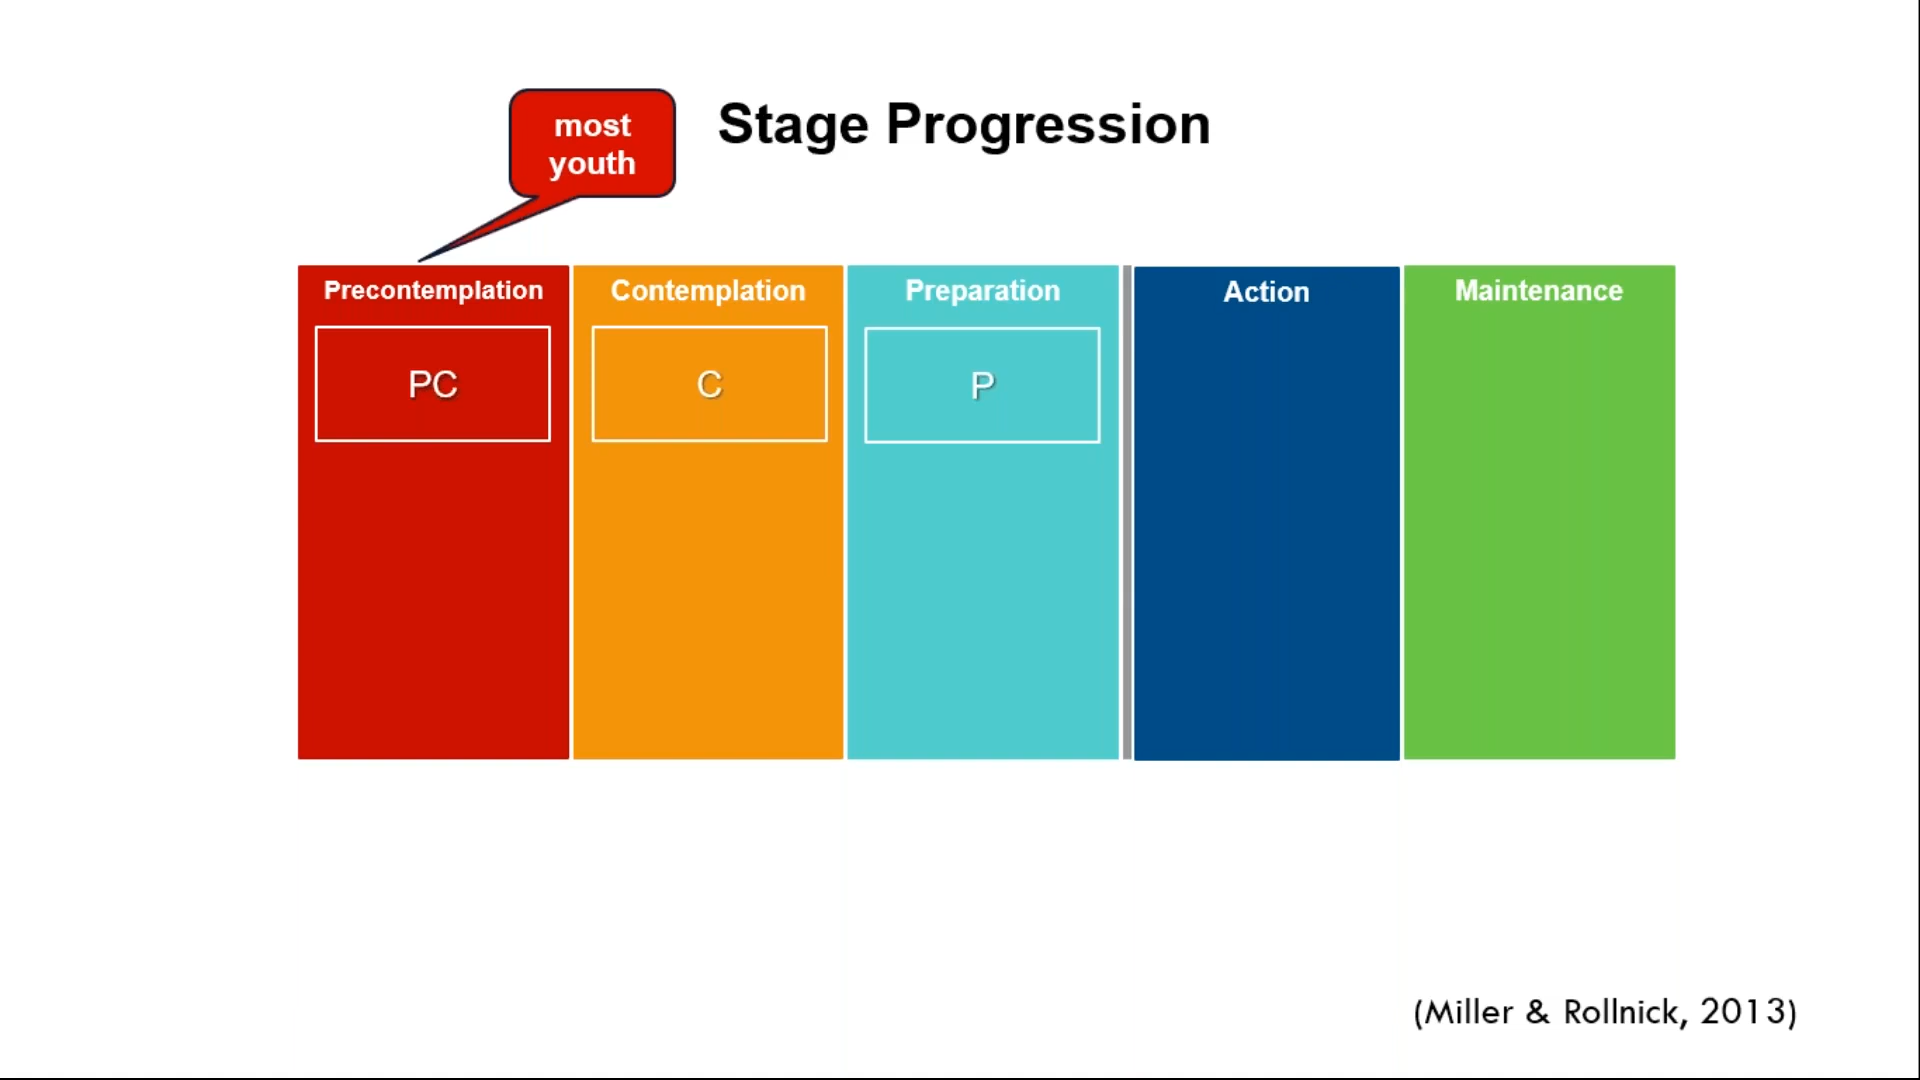 most
youth
Stage Progression
Precontemplation
Contemplation
Preparation
Action
Maintenance
PC
C
P
(Miller & Rollnick, 2013)